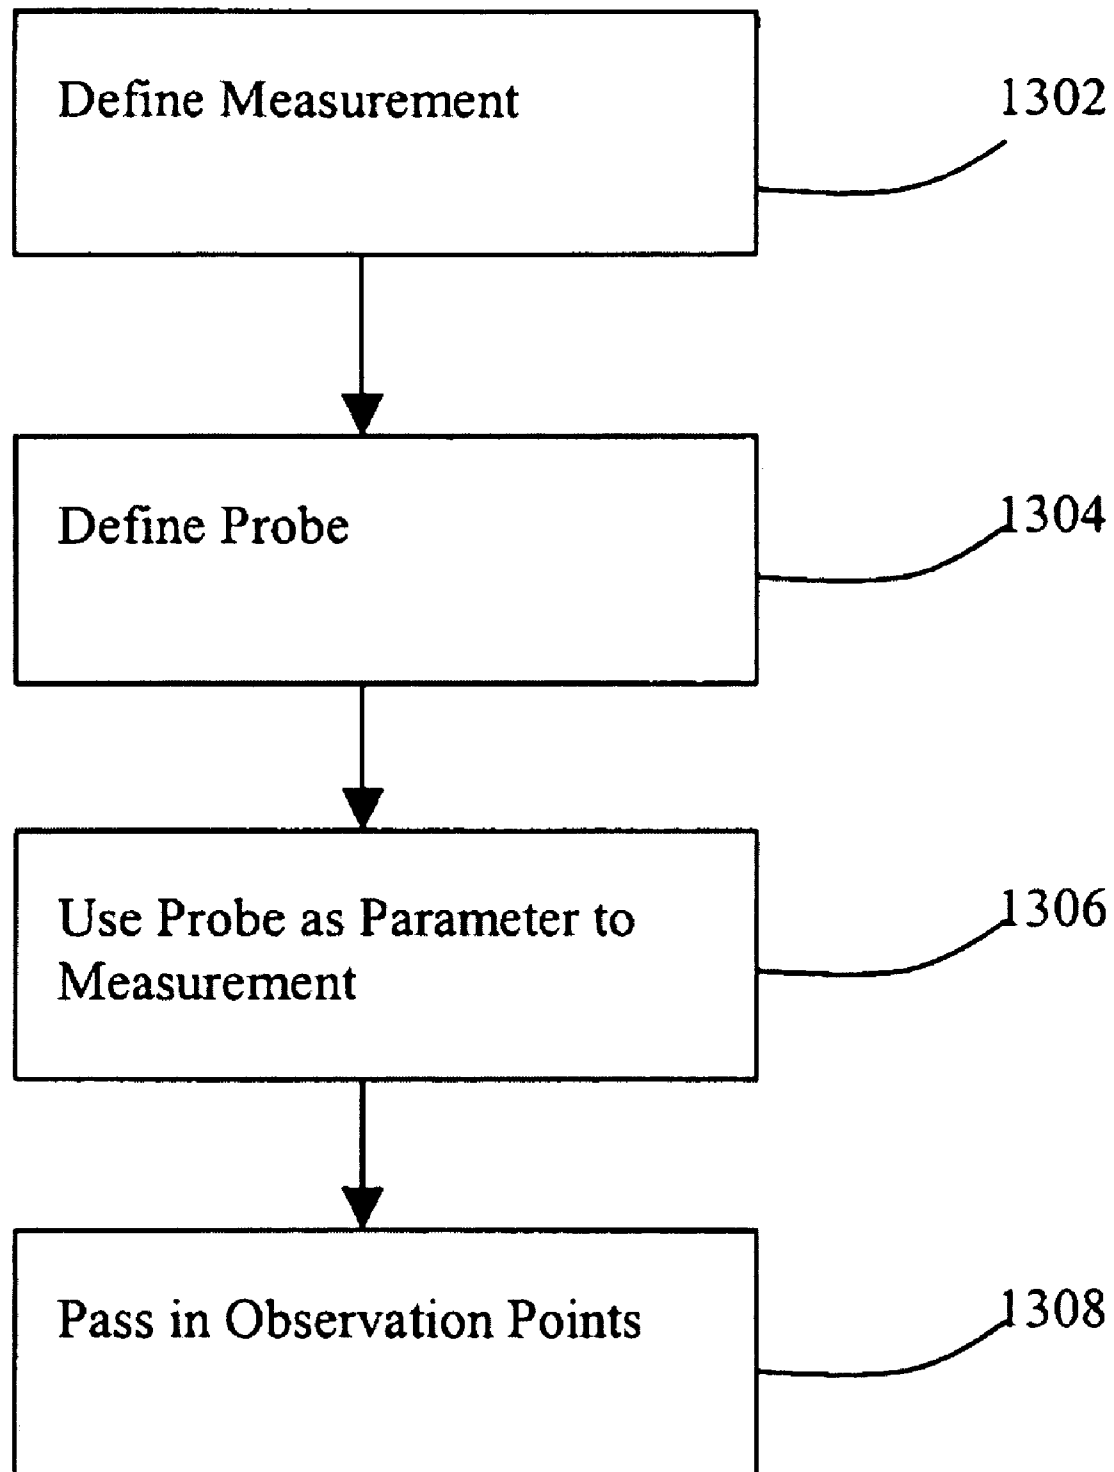 Define Measurement
1302
Define Probe
1304
Use Probe as Parameter to
Measurement
1306
Pass in Observation Points
1308